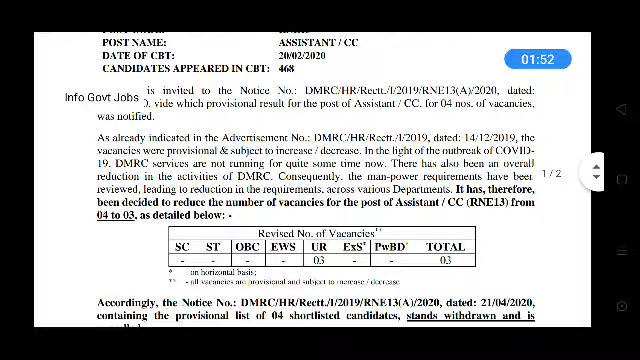 POST NAME: ASSISTANT / CC
DATE OF CBT: 20/02/2020
CANDIDATES APPEARED IN CBT: 468
01:52
is invited to the Notice No.: DMRC/HR/Rectt./I/2019/RNE13(A)/2020, dated:
Info Govt Jobs
0. vide which provisional result for the post of Assistant / CC, for 04 nos. of vacancies,
was notified.
As already indicated in the Advertisement No.: DMRC/HR/Rectt./I/2019, dated: 14/12/2019, the
vacancies were provisional & subject to increase / decrease. In the light of the outbreak of COVID-
19, DMRC services are not running for quite some time now. There has also been an overall
reduction in the activities of DMRC. Consequently, the man-power requirements have been
reviewed, leading to reduction in the requirements, across various Departments. It has, therefore,
been decided to reduce the number of vacancies for the post of Assistant / CC (RNE13) from
04 to 03, as detailed below: -
1 / 2
Revised No. of Vacancies**
SC ST OBC EWS UR ExS* PwBD* TOTAL
- - - - 03 - - 03
* - on horizontal basis;
** - all vacancies are provisional and subject to increase / decrease
Accordingly, the Notice No.: DMRC/HR/Rectt./I/2019/RNE13(A)/2020, dated: 21/04/2020,
containing the provisional list of 04 shortlisted candidates, stands withdrawn and is